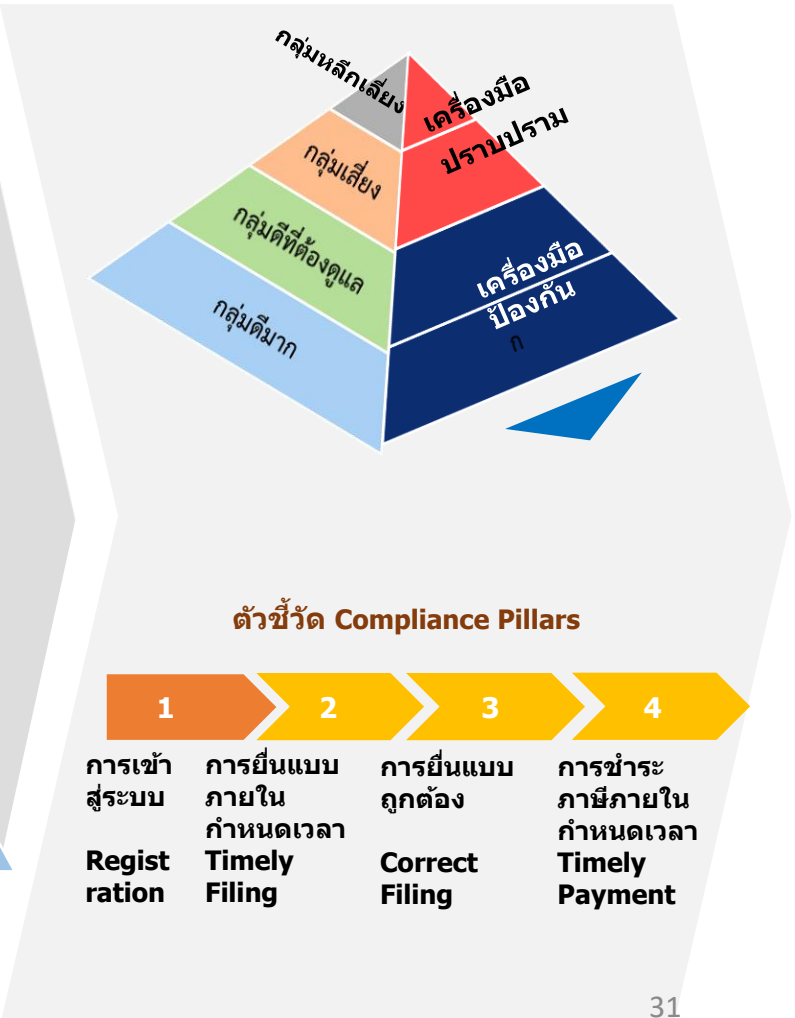 กลุ่มหลีกเลี่ยง
เครื่องมือ
ปราบปราม
กลุ่มเสี่ยง
กลุ่มดีที่ต้องดูแล
กลุ่มดีมาก
เครื่องมือ
ป้องกัน
ก
ตัวชี้วัด Compliance Pillars
1 2 3 4
การเข้า
สู่ระบบ
Regist
ration
การยื่นแบบ
ภายใน
กำหนดเวลา
Timely
Filing
การยื่นแบบ
ถูกต้อง
Correct
Filing
การชำระ
ภาษีภายใน
กำหนดเวลา
Timely
Payment
31